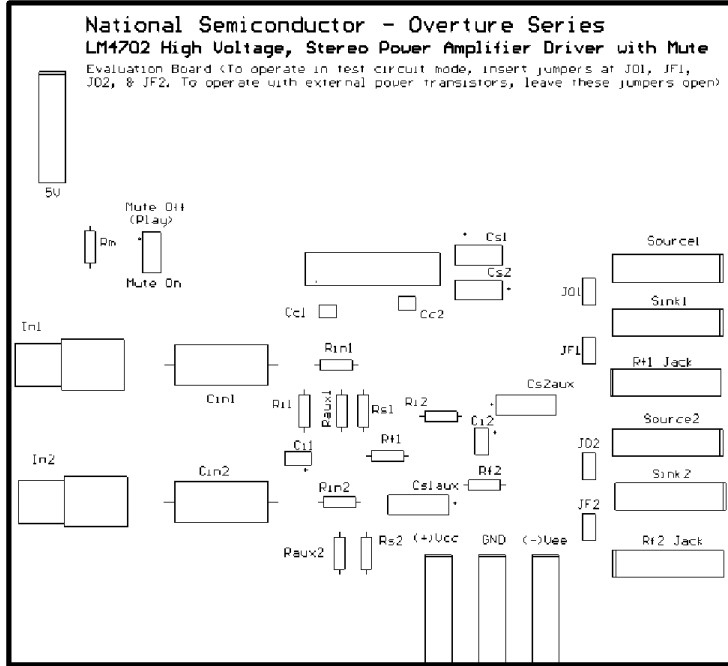 National Semiconductor - Overture Series
LM4702 High Voltage, Stereo Power Amplifier Driver with Mute
Evaluation Board (To operate in test circuit mode, insert jumpers at JO1, JF1,
JO2, & JF2. To operate with external power transistors, leave these jumpers open)
5V
Mute Off
(Play)
Rm
Mute On
Cs1
Cs2
Source1
JO1
Sink1
Cc1
Cc2
In1
Rin1
JF1
Rf1 Jack
Cin1
Cs2aux
Ri1
Raux1
Rs1
Ri2
Ci2
Source2
Ci1
Rf1
JO2
In2
Cin2
Rin2
Cs1aux
Rf2
Sink2
JF2
Raux2
Rs2
(+)Vcc
GND
(-)Vee
Rf2 Jack